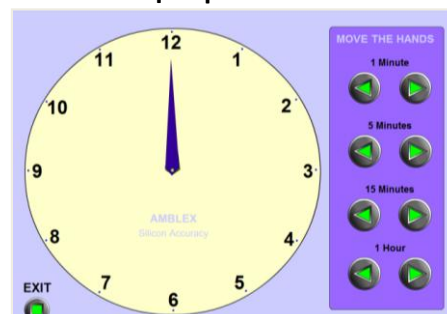 12
11
1
10
2
9
3
8
4
7
5
6
AMBLEX
Silicon Accuracy
EXIT
MOVE THE HANDS
1 Minute
5 Minutes
15 Minutes
1 Hour